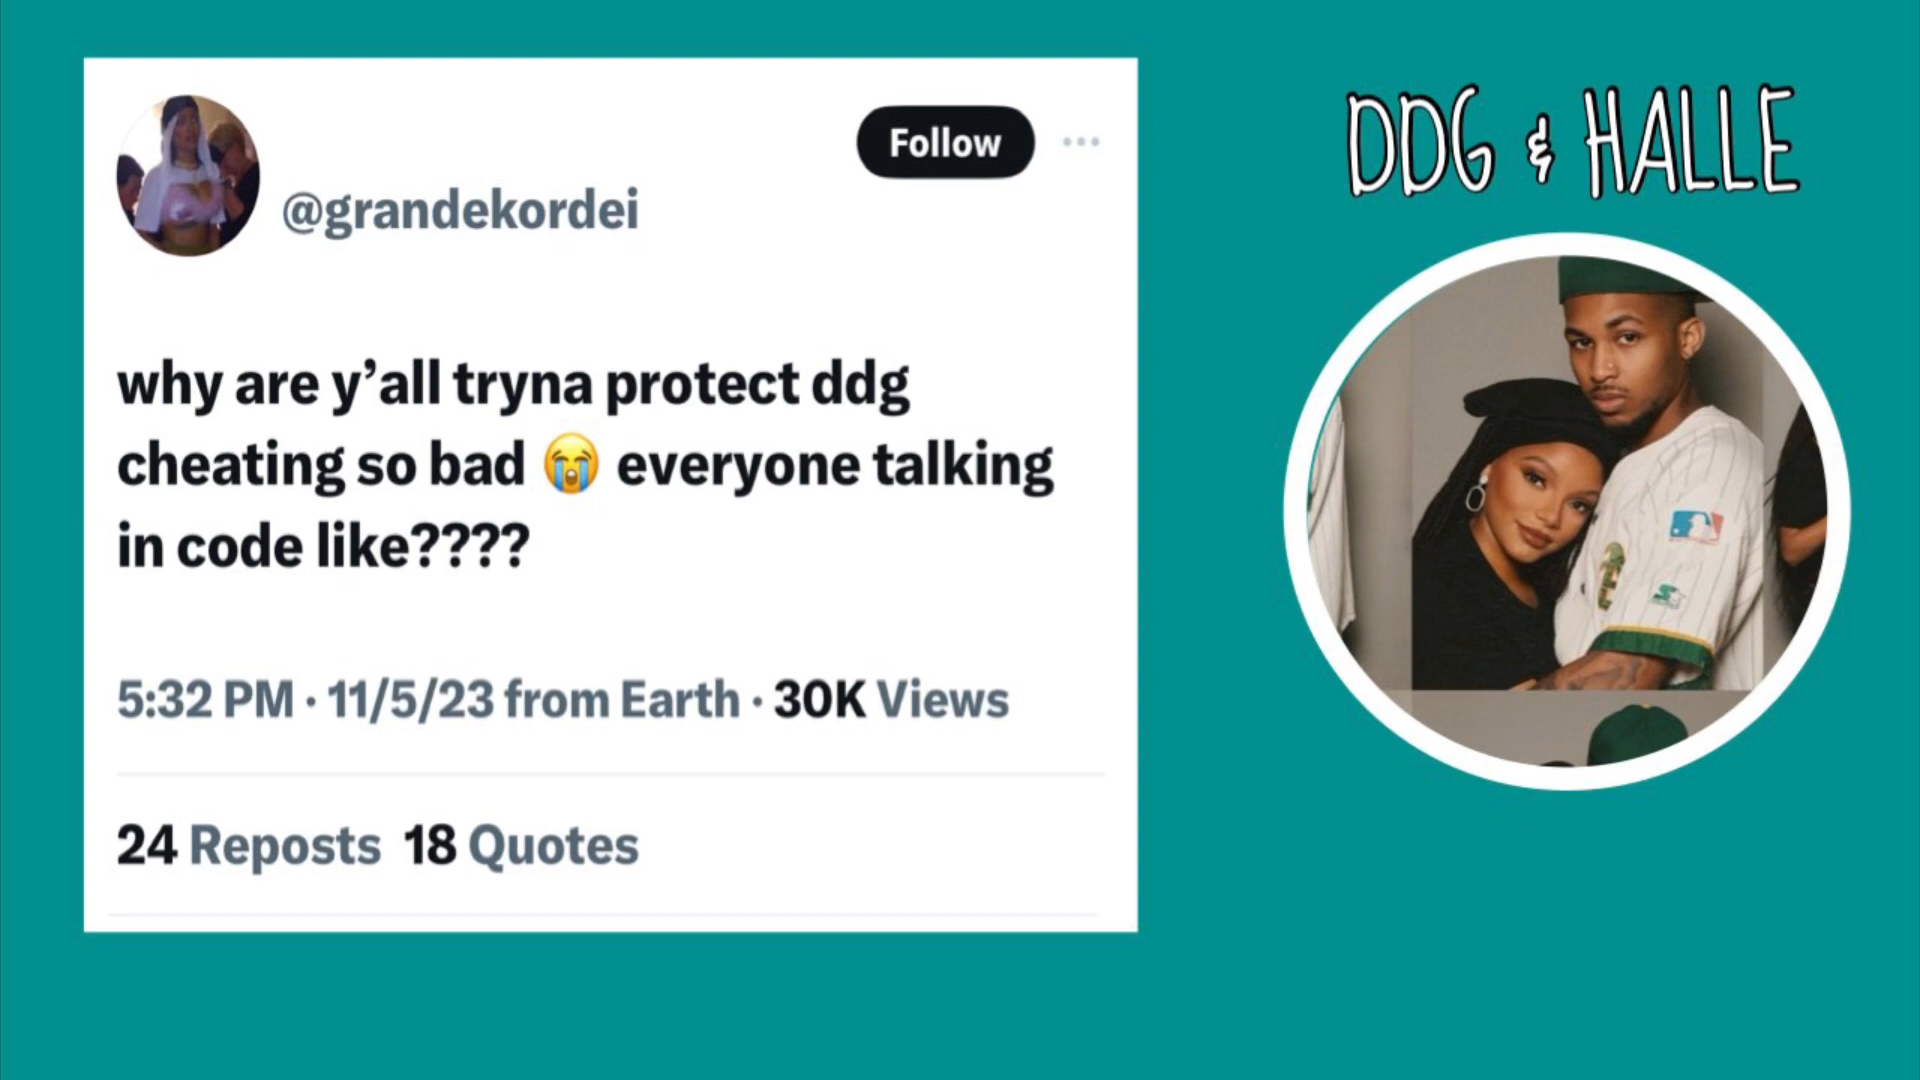 Follow
@grandekordei
why are y’all tryna protect ddg
cheating so bad 😭 everyone talking
in code like????
5:32 PM · 11/5/23 from Earth · 30K Views
24 Reposts 18 Quotes
DDG & HALLE